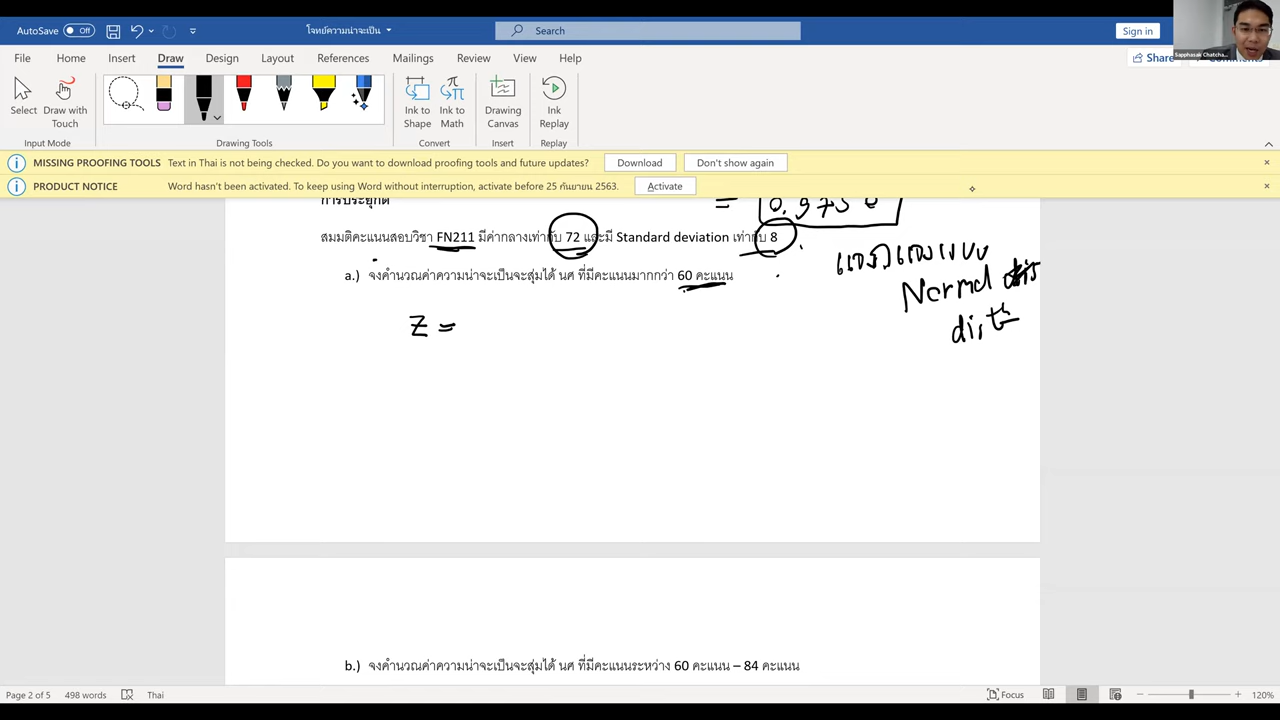 AutoSave Off โจทย์ความน่าจะเป็น Search Sign in
Sapphasak Chatcha...
File Home Insert Draw Design Layout References Mailings Review View Help Share Comments
Select Draw with Touch Ink to Shape Ink to Math Drawing Canvas Ink Replay
Input Mode Drawing Tools Convert Insert Replay
MISSING PROOFING TOOLS Text in Thai is not being checked. Do you want to download proofing tools and future updates? Download Don't show again
PRODUCT NOTICE Word hasn't been activated. To keep using Word without interruption, activate before 25 กันยายน 2563. Activate
การประยุกต์
=
สมมติคะแนนสอบวิชา FN211 มีค่ากลางเท่ากับ 72 และมี Standard deviation เท่ากับ 8
แจกแจงแบบ
a.) จงคำนวณค่าความน่าจะเป็นจะสุ่มได้ นศ ที่มีคะแนนมากกว่า 60 คะแนน
Normal
dist
Z =
b.) จงคำนวณค่าความน่าจะเป็นจะสุ่มได้ นศ ที่มีคะแนนระหว่าง 60 คะแนน – 84 คะแนน
Page 2 of 5 498 words Thai Focus 120%